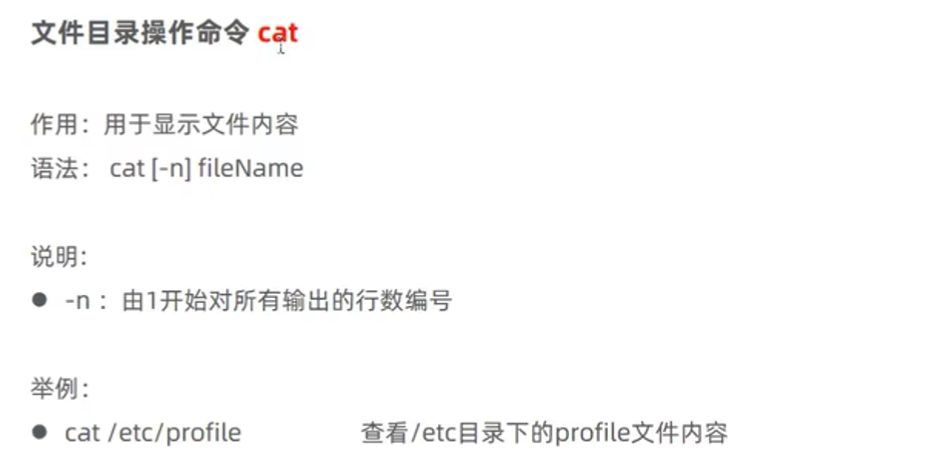 文件目录操作命令 cat
作用：用于显示文件内容
语法： cat [-n] fileName
说明：
● -n ：由1开始对所有输出的行数编号
举例：
● cat /etc/profile 查看/etc目录下的profile文件内容